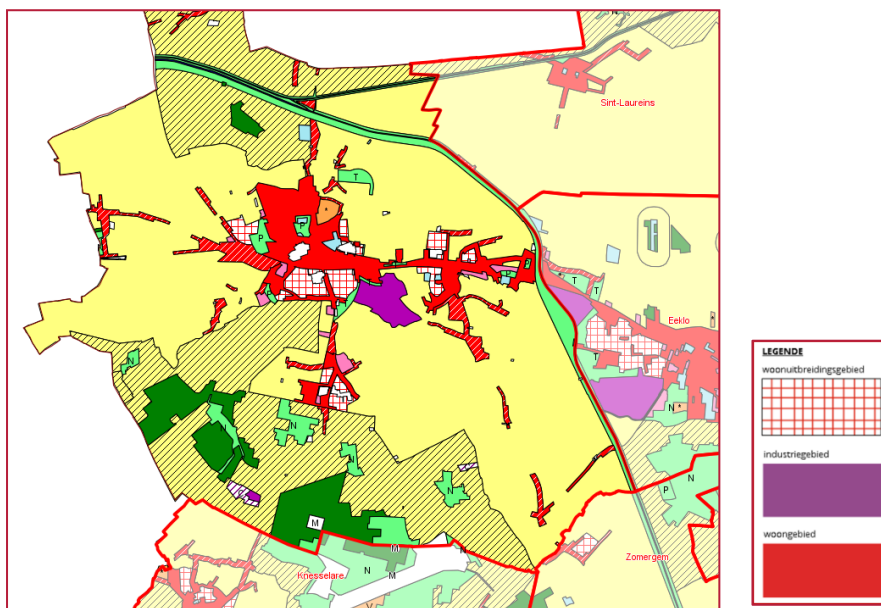 N
Sint-Laureins
T
P
P
*
T
T
Eeklo
*
T
N
N
*
N
N
N
P
N
M
M
N
Zomergem
Knesselare
N
M
V
LEGENDE
woonuitbreidingsgebied
industriegebied
woongebied